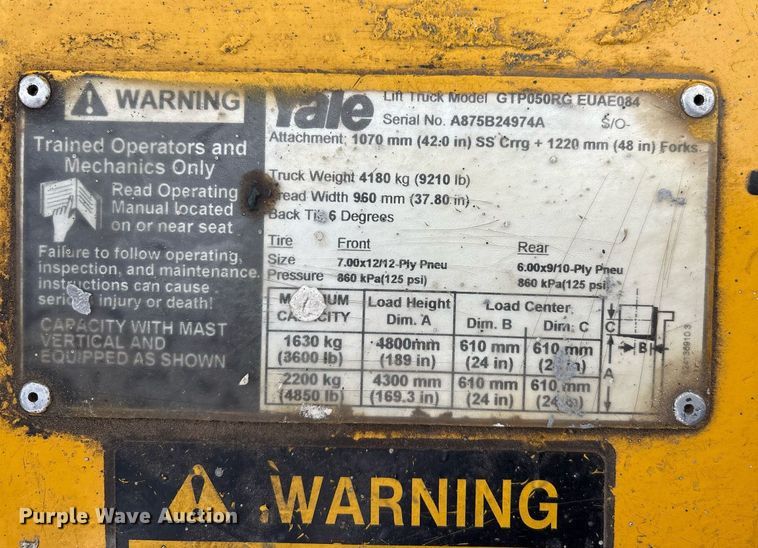 WARNING
Trained Operators and
Mechanics Only
Read Operating
Manual located
on or near seat
Failure to follow operating,
inspection, and maintenance
instructions can cause
injury or death!
CAPACITY WITH MAST
VERTICAL AND
EQUIPPED AS SHOWN
Yale Lift Truck Model GTP050RG EUAE084
Serial No. A875B24974A S/O-
Attachment: 1070 mm (42.0 in) SS Crrg + 1220 mm (48 in) Forks
Truck Weight 4180 kg (9210 lb)
Tread Width 960 mm (37.80 in)
Back 6 Degrees
Tire Front Rear
Size 7.00x12/12-Ply Pneu 6.00x9/10-Ply Pneu
Pressure 860 kPa(125 psi) 860 kPa(125 psi)
MAXIMUM Load Height Load Center
CAPACITY Dim. A Dim. B Dim. C
1630 kg 4800mm 610 mm 610 mm
(3600 lb) (189 in) (24 in) (24 in)
2200 kg 4300 mm 610 mm 610 mm
(4850 lb) (169.3 in) (24 in)
C
B
A
WARNING
Purple Wave Auction